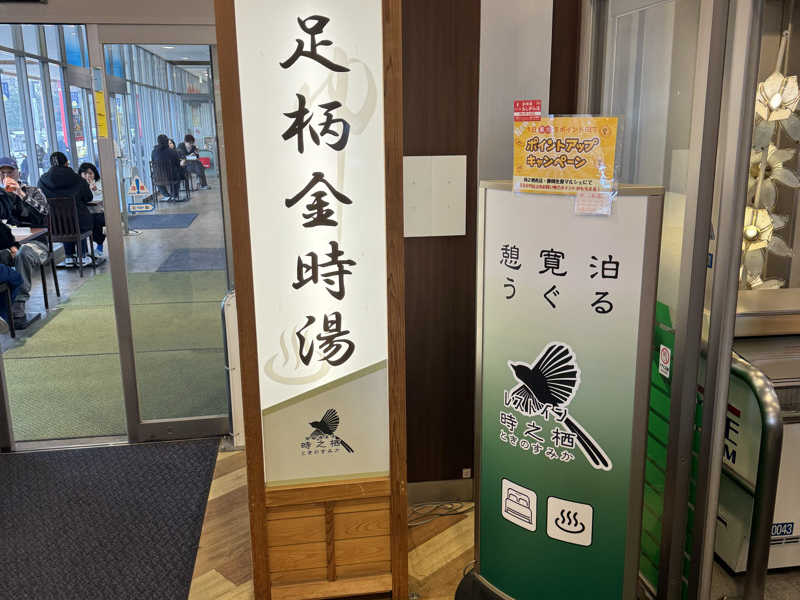 足柄金時湯
時之栖
ときのすみか
ポイントアップ
キャンペーン
泊る
寛ぐ
憩う
レストイン
時之栖
ときのすみか
0043